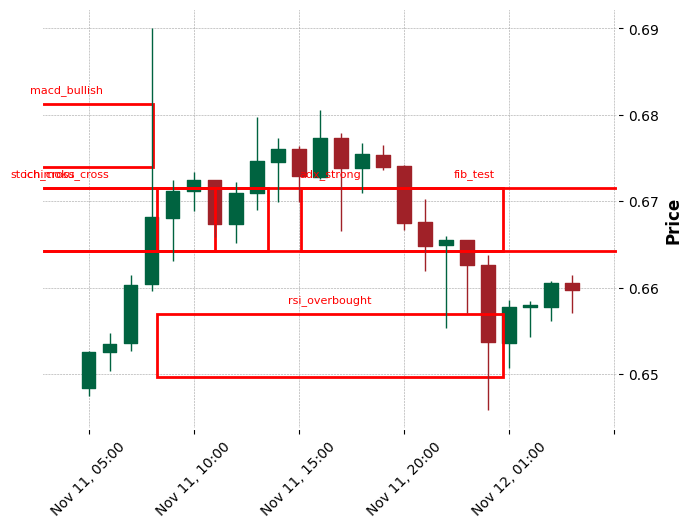 0.69
macd_bullish
0.68
ichimoku_cross
fib_test
0.67
Price
0.66
rsi_overbought
0.65
Nov 11, 05:00
Nov 11, 10:00
Nov 11, 15:00
Nov 11, 20:00
Nov 12, 01:00